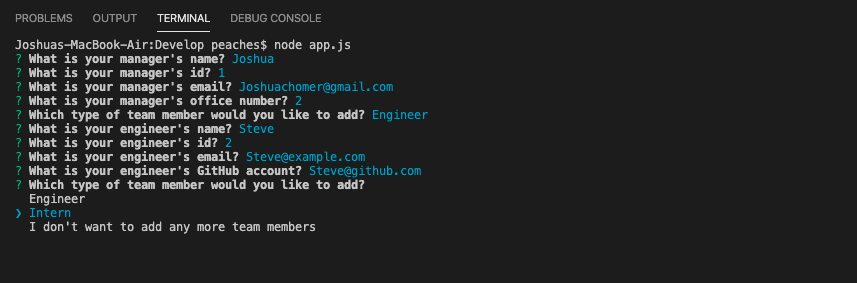 PROBLEMS OUTPUT TERMINAL DEBUG CONSOLE
Joshuas-MacBook-Air:Develop peaches$ node app.js
? What is your manager's name? Joshua
? What is your manager's id? 1
? What is your manager's email? Joshuachomer@gmail.com
? What is your manager's office number? 2
? Which type of team member would you like to add? Engineer
? What is your engineer's name? Steve
? What is your engineer's id? 2
? What is your engineer's email? Steve@example.com
? What is your engineer's GitHub account? Steve@github.com
? Which type of team member would you like to add?
Engineer
❯ Intern
I don't want to add any more team members